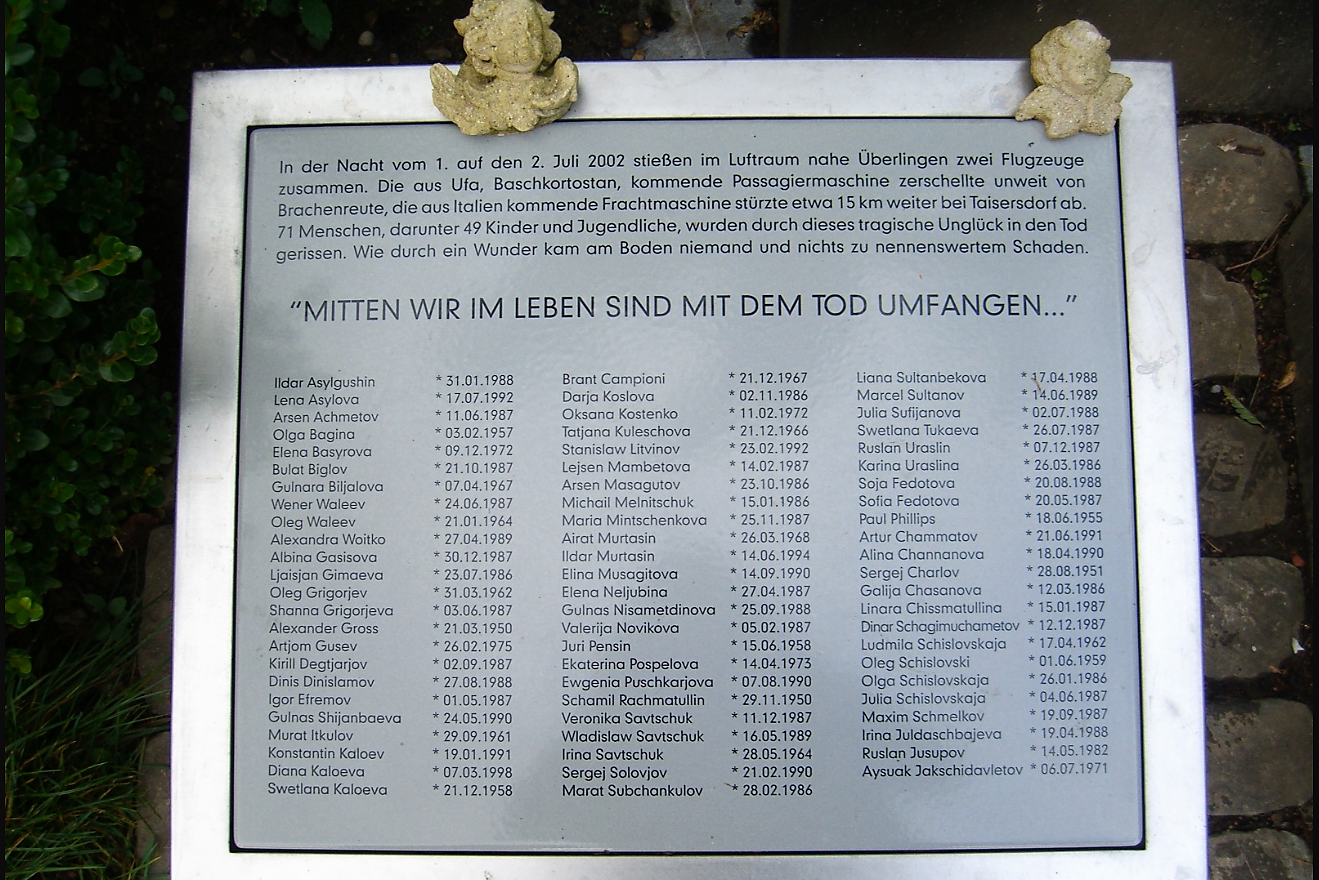 In der Nacht vom 1. auf den 2. Juli 2002 stießen im Luftraum nahe Überlingen zwei Flugzeuge
zusammen. Die aus Ufa, Baschkortostan, kommende Passagiermaschine zerschellte unweit von
Brachenreute, die aus Italien kommende Frachtmaschine stürzte etwa 15 km weiter bei Taisersdorf ab.
71 Menschen, darunter 49 Kinder und Jugendliche, wurden durch dieses tragische Unglück in den Tod
gerissen. Wie durch ein Wunder kam am Boden niemand und nichts zu nennenswertem Schaden.
“MITTEN WIR IM LEBEN SIND MIT DEM TOD UMFANGEN...”
Ildar Asylgushin * 31.01.1988
Lena Asylova * 17.07.1992
Arsen Achmetov * 11.06.1987
Olga Bagina * 03.02.1957
Elena Basyrova * 09.12.1972
Bulat Biglov * 21.10.1987
Gulnara Biljalova * 07.04.1967
Wener Waleev * 24.06.1987
Oleg Waleev * 21.01.1964
Alexandra Woitko * 27.04.1989
Albina Gasisova * 30.12.1987
Ljaisjan Gimaeva * 23.07.1986
Oleg Grigorjev * 31.03.1962
Shanna Grigorjeva * 03.06.1987
Alexander Gross * 21.03.1950
Artjom Gusev * 26.02.1975
Kirill Degtjarjov * 02.09.1987
Dinis Dinislamov * 27.08.1988
Igor Efremov * 01.05.1987
Gulnas Shijanbaeva * 24.05.1990
Murat Itkulov * 29.09.1961
Konstantin Kaloev * 19.01.1991
Diana Kaloeva * 07.03.1998
Swetlana Kaloeva * 21.12.1958
Brant Campioni * 21.12.1967
Darja Koslova * 02.11.1986
Oksana Kostenko * 11.02.1972
Tatjana Kuleschova * 21.12.1966
Stanislaw Litvinov * 23.02.1992
Lejsen Mambetova * 14.02.1987
Arsen Masagutov * 23.10.1986
Michail Melnitschuk * 15.01.1986
Maria Mintschenkova * 25.11.1987
Airat Murtasin * 26.03.1968
Ildar Murtasin * 14.06.1994
Elina Musagitova * 14.09.1990
Elena Neljubina * 27.04.1987
Gulnas Nisametdinova * 25.09.1988
Valerija Novikova * 05.02.1987
Juri Pensin * 15.06.1958
Ekaterina Pospelova * 14.04.1973
Ewgenia Puschkarjova * 07.08.1990
Schamil Rachmatullin * 29.11.1950
Veronika Savtschuk * 11.12.1987
Wladislaw Savtschuk * 16.05.1989
Irina Savtschuk * 28.05.1964
Sergej Solovjov * 21.02.1990
Marat Subchankulov * 28.02.1986
Liana Sultanbekova * 17.04.1988
Marcel Sultanov * 14.06.1989
Julia Sufijanova * 02.07.1988
Swetlana Tukaeva * 26.07.1987
Ruslan Uraslin * 07.12.1987
Karina Uraslina * 26.03.1986
Soja Fedotova * 20.08.1988
Sofia Fedotova * 20.05.1987
Paul Phillips * 18.06.1955
Artur Chammatov * 21.06.1991
Alina Channanova * 18.04.1990
Sergej Charlov * 28.08.1951
Galija Chasanova * 12.03.1986
Linara Chissmatullina * 15.01.1987
Dinar Schagimuchametov * 12.12.1987
Ludmila Schislovskaja * 17.04.1962
Oleg Schislovski * 01.06.1959
Olga Schislovskaja * 26.01.1986
Julia Schislovskaja * 04.06.1987
Maxim Schmelkov * 19.09.1987
Irina Juldaschbajeva * 19.04.1988
Ruslan Jusupov * 14.05.1982
Aysuak Jakschidavletov * 06.07.1971